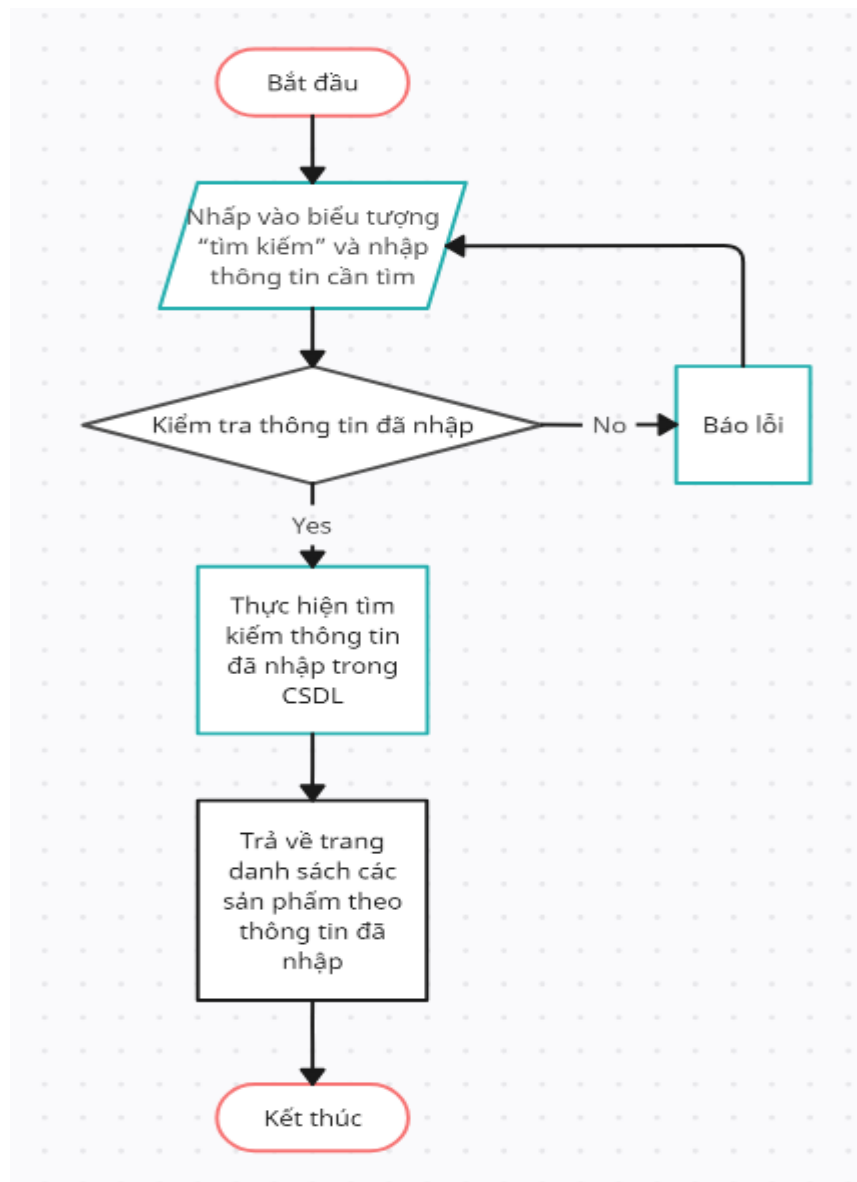 Bắt đầu
Nhấp vào biểu tượng
“tìm kiếm” và nhập
thông tin cần tìm
Kiểm tra thông tin đã nhập
No
Báo lỗi
Yes
Thực hiện tìm
kiếm thông tin
đã nhập trong
CSDL
Trả về trang
danh sách các
sản phẩm theo
thông tin đã
nhập
Kết thúc